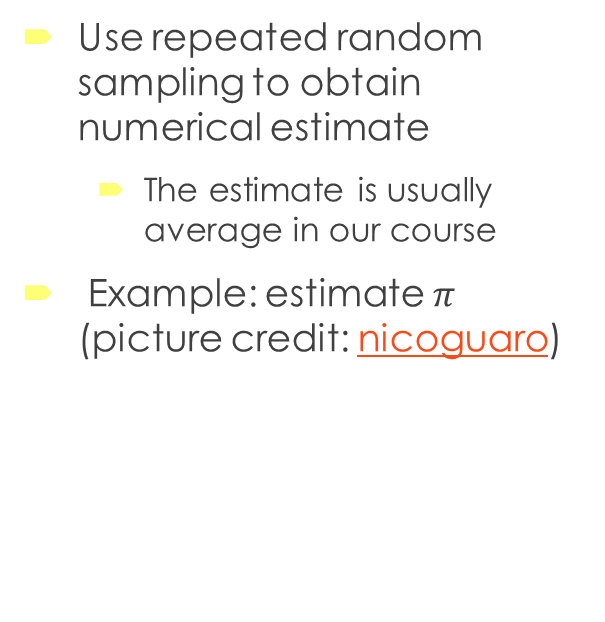 Use repeated random
sampling to obtain
numerical estimate
The estimate is usually
average in our course
Example: estimate 𝜋
(picture credit: nicoguaro)